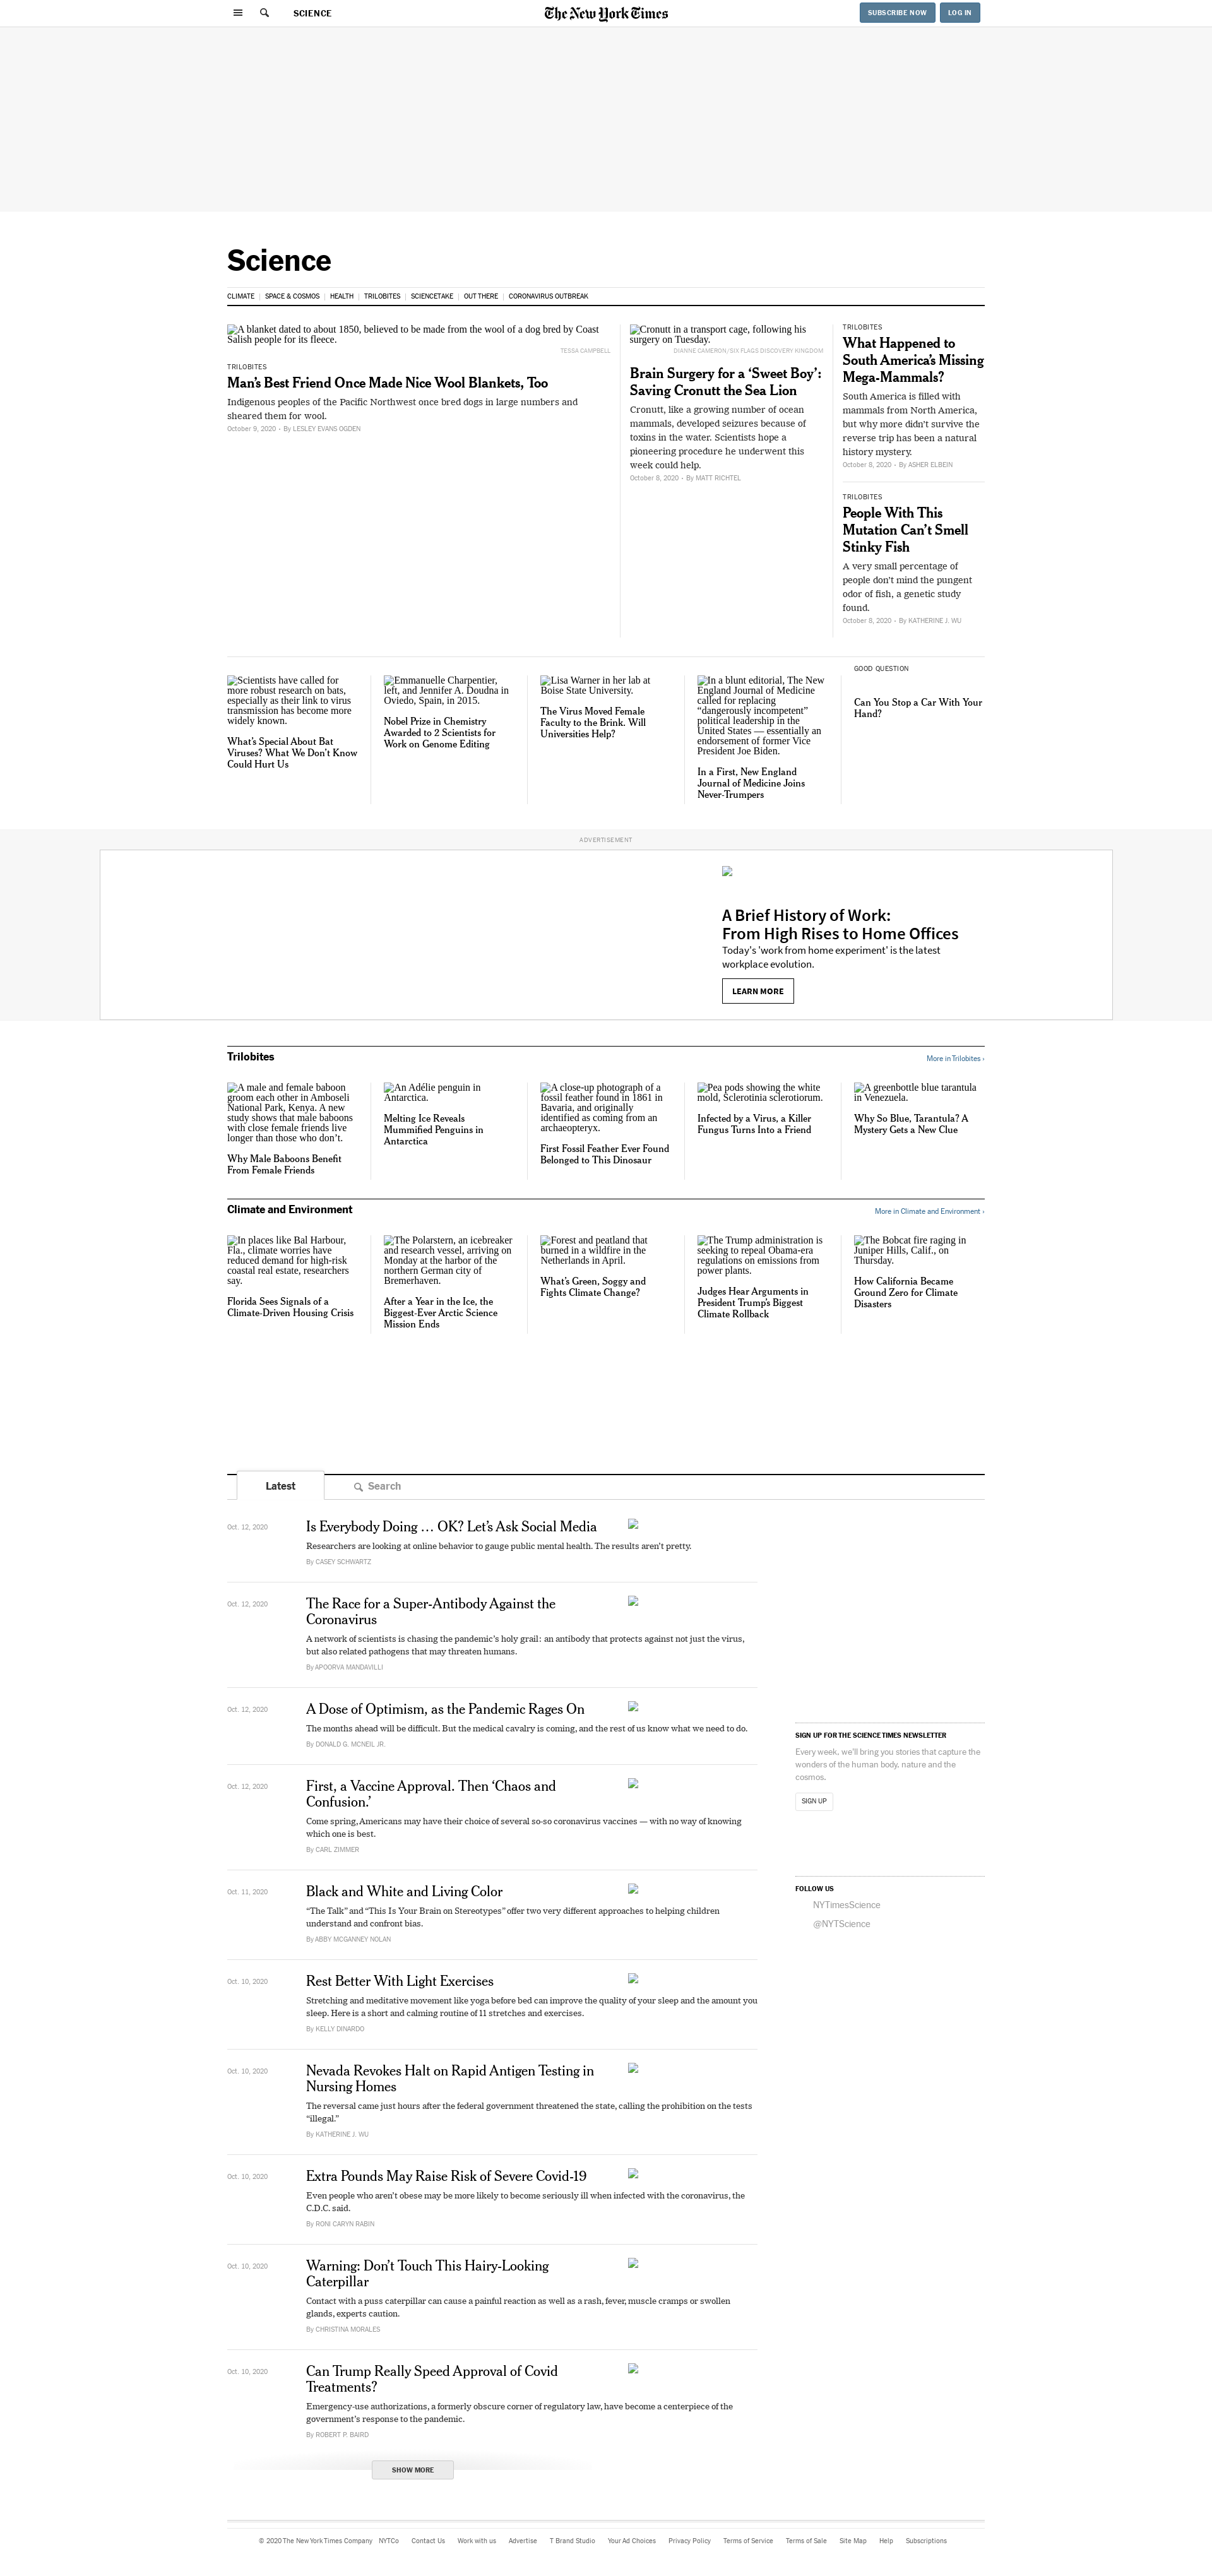 SCIENCE
The New York Times
SUBSCRIBE NOW
LOG IN
Science
CLIMATE
SPACE & COSMOS
HEALTH
TRILOBITES
SCIENCETAKE
OUT THERE
CORONAVIRUS OUTBREAK
A blanket dated to about 1850, believed to be made from the wool of a dog bred by Coast
Salish people for its fleece.
TESSA CAMPBELL
TRILOBITES
Man’s Best Friend Once Made Nice Wool Blankets, Too
Indigenous peoples of the Pacific Northwest once bred dogs in large numbers and
sheared them for wool.
October 9, 2020 - By LESLEY EVANS OGDEN
Cronutt in a transport cage, following his
surgery on Tuesday.
DIANNE CAMERON/SIX FLAGS DISCOVERY KINGDOM
Brain Surgery for a ‘Sweet Boy’:
Saving Cronutt the Sea Lion
Cronutt, like a growing number of ocean
mammals, developed seizures because of
toxins in the water. Scientists hope a
pioneering procedure he underwent this
week could help.
October 8, 2020 - By MATT RICHTEL
TRILOBITES
What Happened to
South America’s Missing
Mega-Mammals?
South America is filled with
mammals from North America,
but why more didn’t survive the
reverse trip has been a natural
history mystery.
October 8, 2020 - By ASHER ELBEIN
TRILOBITES
People With This
Mutation Can’t Smell
Stinky Fish
A very small percentage of
people don’t mind the pungent
odor of fish, a genetic study
found.
October 8, 2020 - By KATHERINE J. WU
Scientists have called for
more robust research on bats,
especially as their link to virus
transmission has become more
widely known.
What’s Special About Bat
Viruses? What We Don’t Know
Could Hurt Us
Emmanuelle Charpentier,
left, and Jennifer A. Doudna in
Oviedo, Spain, in 2015.
Nobel Prize in Chemistry
Awarded to 2 Scientists for
Work on Genome Editing
Lisa Warner in her lab at
Boise State University.
The Virus Moved Female
Faculty to the Brink. Will
Universities Help?
In a blunt editorial, The New
England Journal of Medicine
called for replacing
“dangerously incompetent”
political leadership in the
United States — essentially an
endorsement of former Vice
President Joe Biden.
In a First, New England
Journal of Medicine Joins
Never-Trumpers
GOOD QUESTION
Can You Stop a Car With Your
Hand?
ADVERTISEMENT
A Brief History of Work:
From High Rises to Home Offices
Today's 'work from home experiment' is the latest
workplace evolution.
LEARN MORE
Trilobites
More in Trilobites ›
A male and female baboon
groom each other in Amboseli
National Park, Kenya. A new
study shows that male baboons
with close female friends live
longer than those who don’t.
Why Male Baboons Benefit
From Female Friends
An Adélie penguin in
Antarctica.
Melting Ice Reveals
Mummified Penguins in
Antarctica
A close-up photograph of a
fossil feather found in 1861 in
Bavaria, and originally
identified as coming from an
archaeopteryx.
First Fossil Feather Ever Found
Belonged to This Dinosaur
Pea pods showing the white
mold, Sclerotinia sclerotiorum.
Infected by a Virus, a Killer
Fungus Turns Into a Friend
A greenbottle blue tarantula
in Venezuela.
Why So Blue, Tarantula? A
Mystery Gets a New Clue
Climate and Environment
More in Climate and Environment ›
In places like Bal Harbour,
Fla., climate worries have
reduced demand for high-risk
coastal real estate, researchers
say.
Florida Sees Signals of a
Climate-Driven Housing Crisis
The Polarstern, an icebreaker
and research vessel, arriving on
Monday at the harbor of the
northern German city of
Bremerhaven.
After a Year in the Ice, the
Biggest-Ever Arctic Science
Mission Ends
Forest and peatland that
burned in a wildfire in the
Netherlands in April.
What’s Green, Soggy and
Fights Climate Change?
The Trump administration is
seeking to repeal Obama-era
regulations on emissions from
power plants.
Judges Hear Arguments in
President Trump’s Biggest
Climate Rollback
The Bobcat fire raging in
Juniper Hills, Calif., on
Thursday.
How California Became
Ground Zero for Climate
Disasters
Latest
Search
Oct. 12, 2020
Is Everybody Doing … OK? Let’s Ask Social Media
Researchers are looking at online behavior to gauge public mental health. The results aren’t pretty.
By CASEY SCHWARTZ
Oct. 12, 2020
The Race for a Super-Antibody Against the
Coronavirus
A network of scientists is chasing the pandemic’s holy grail: an antibody that protects against not just the virus,
but also related pathogens that may threaten humans.
By APOORVA MANDAVILLI
Oct. 12, 2020
A Dose of Optimism, as the Pandemic Rages On
The months ahead will be difficult. But the medical cavalry is coming, and the rest of us know what we need to do.
By DONALD G. MCNEIL JR.
Oct. 12, 2020
First, a Vaccine Approval. Then ‘Chaos and
Confusion.’
Come spring, Americans may have their choice of several so-so coronavirus vaccines — with no way of knowing
which one is best.
By CARL ZIMMER
Oct. 11, 2020
Black and White and Living Color
“The Talk” and “This Is Your Brain on Stereotypes” offer two very different approaches to helping children
understand and confront bias.
By ABBY MCGANNEY NOLAN
Oct. 10, 2020
Rest Better With Light Exercises
Stretching and meditative movement like yoga before bed can improve the quality of your sleep and the amount you
sleep. Here is a short and calming routine of 11 stretches and exercises.
By KELLY DINARDO
Oct. 10, 2020
Nevada Revokes Halt on Rapid Antigen Testing in
Nursing Homes
The reversal came just hours after the federal government threatened the state, calling the prohibition on the tests
“illegal.”
By KATHERINE J. WU
Oct. 10, 2020
Extra Pounds May Raise Risk of Severe Covid-19
Even people who aren’t obese may be more likely to become seriously ill when infected with the coronavirus, the
C.D.C. said.
By RONI CARYN RABIN
Oct. 10, 2020
Warning: Don’t Touch This Hairy-Looking
Caterpillar
Contact with a puss caterpillar can cause a painful reaction as well as a rash, fever, muscle cramps or swollen
glands, experts caution.
By CHRISTINA MORALES
Oct. 10, 2020
Can Trump Really Speed Approval of Covid
Treatments?
Emergency-use authorizations, a formerly obscure corner of regulatory law, have become a centerpiece of the
government’s response to the pandemic.
By ROBERT P. BAIRD
SHOW MORE
SIGN UP FOR THE SCIENCE TIMES NEWSLETTER
Every week, we'll bring you stories that capture the
wonders of the human body, nature and the
cosmos.
SIGN UP
FOLLOW US
NYTimesScience
@NYTScience
© 2020 The New York Times Company
NYTCo
Contact Us
Work with us
Advertise
T Brand Studio
Your Ad Choices
Privacy Policy
Terms of Service
Terms of Sale
Site Map
Help
Subscriptions